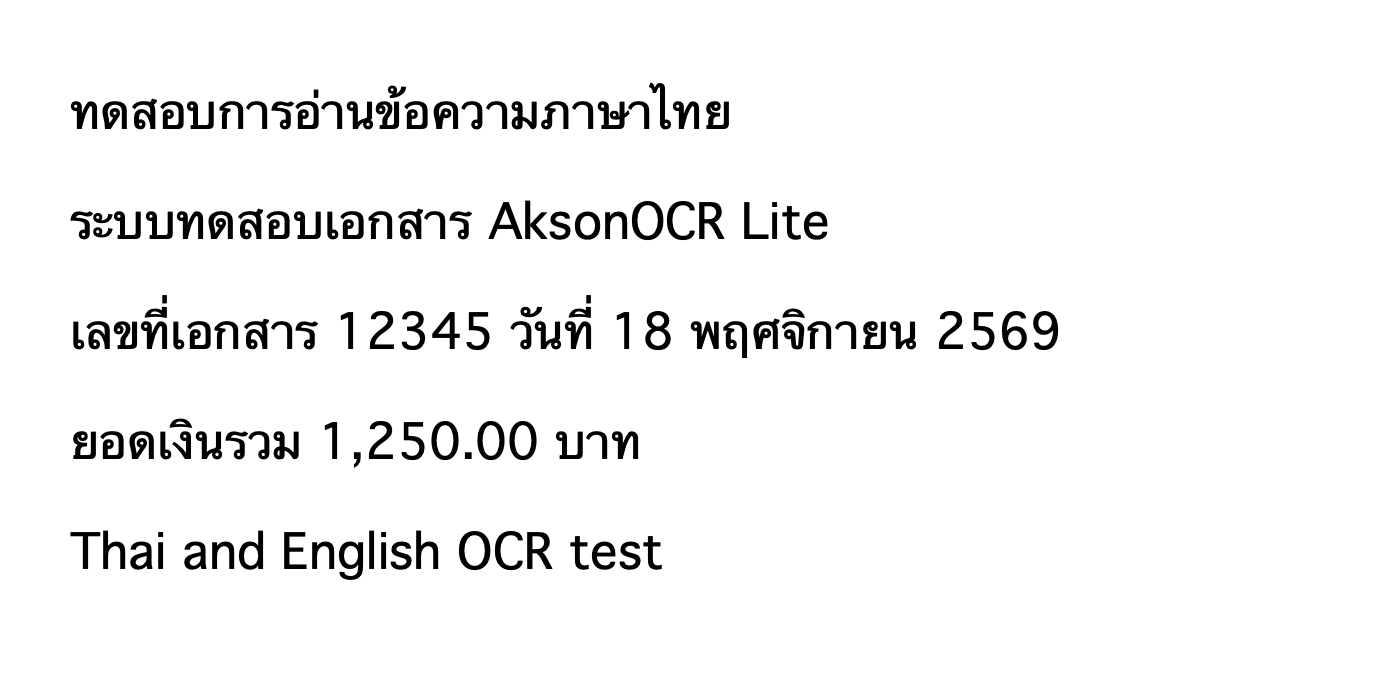 ทดสอบการอ่านข้อความภาษาไทย
ระบบทดสอบเอกสาร AksonOCR Lite
เลขที่เอกสาร 12345 วันที่ 18 พฤศจิกายน 2569
ยอดเงินรวม 1,250.00 บาท
Thai and English OCR test